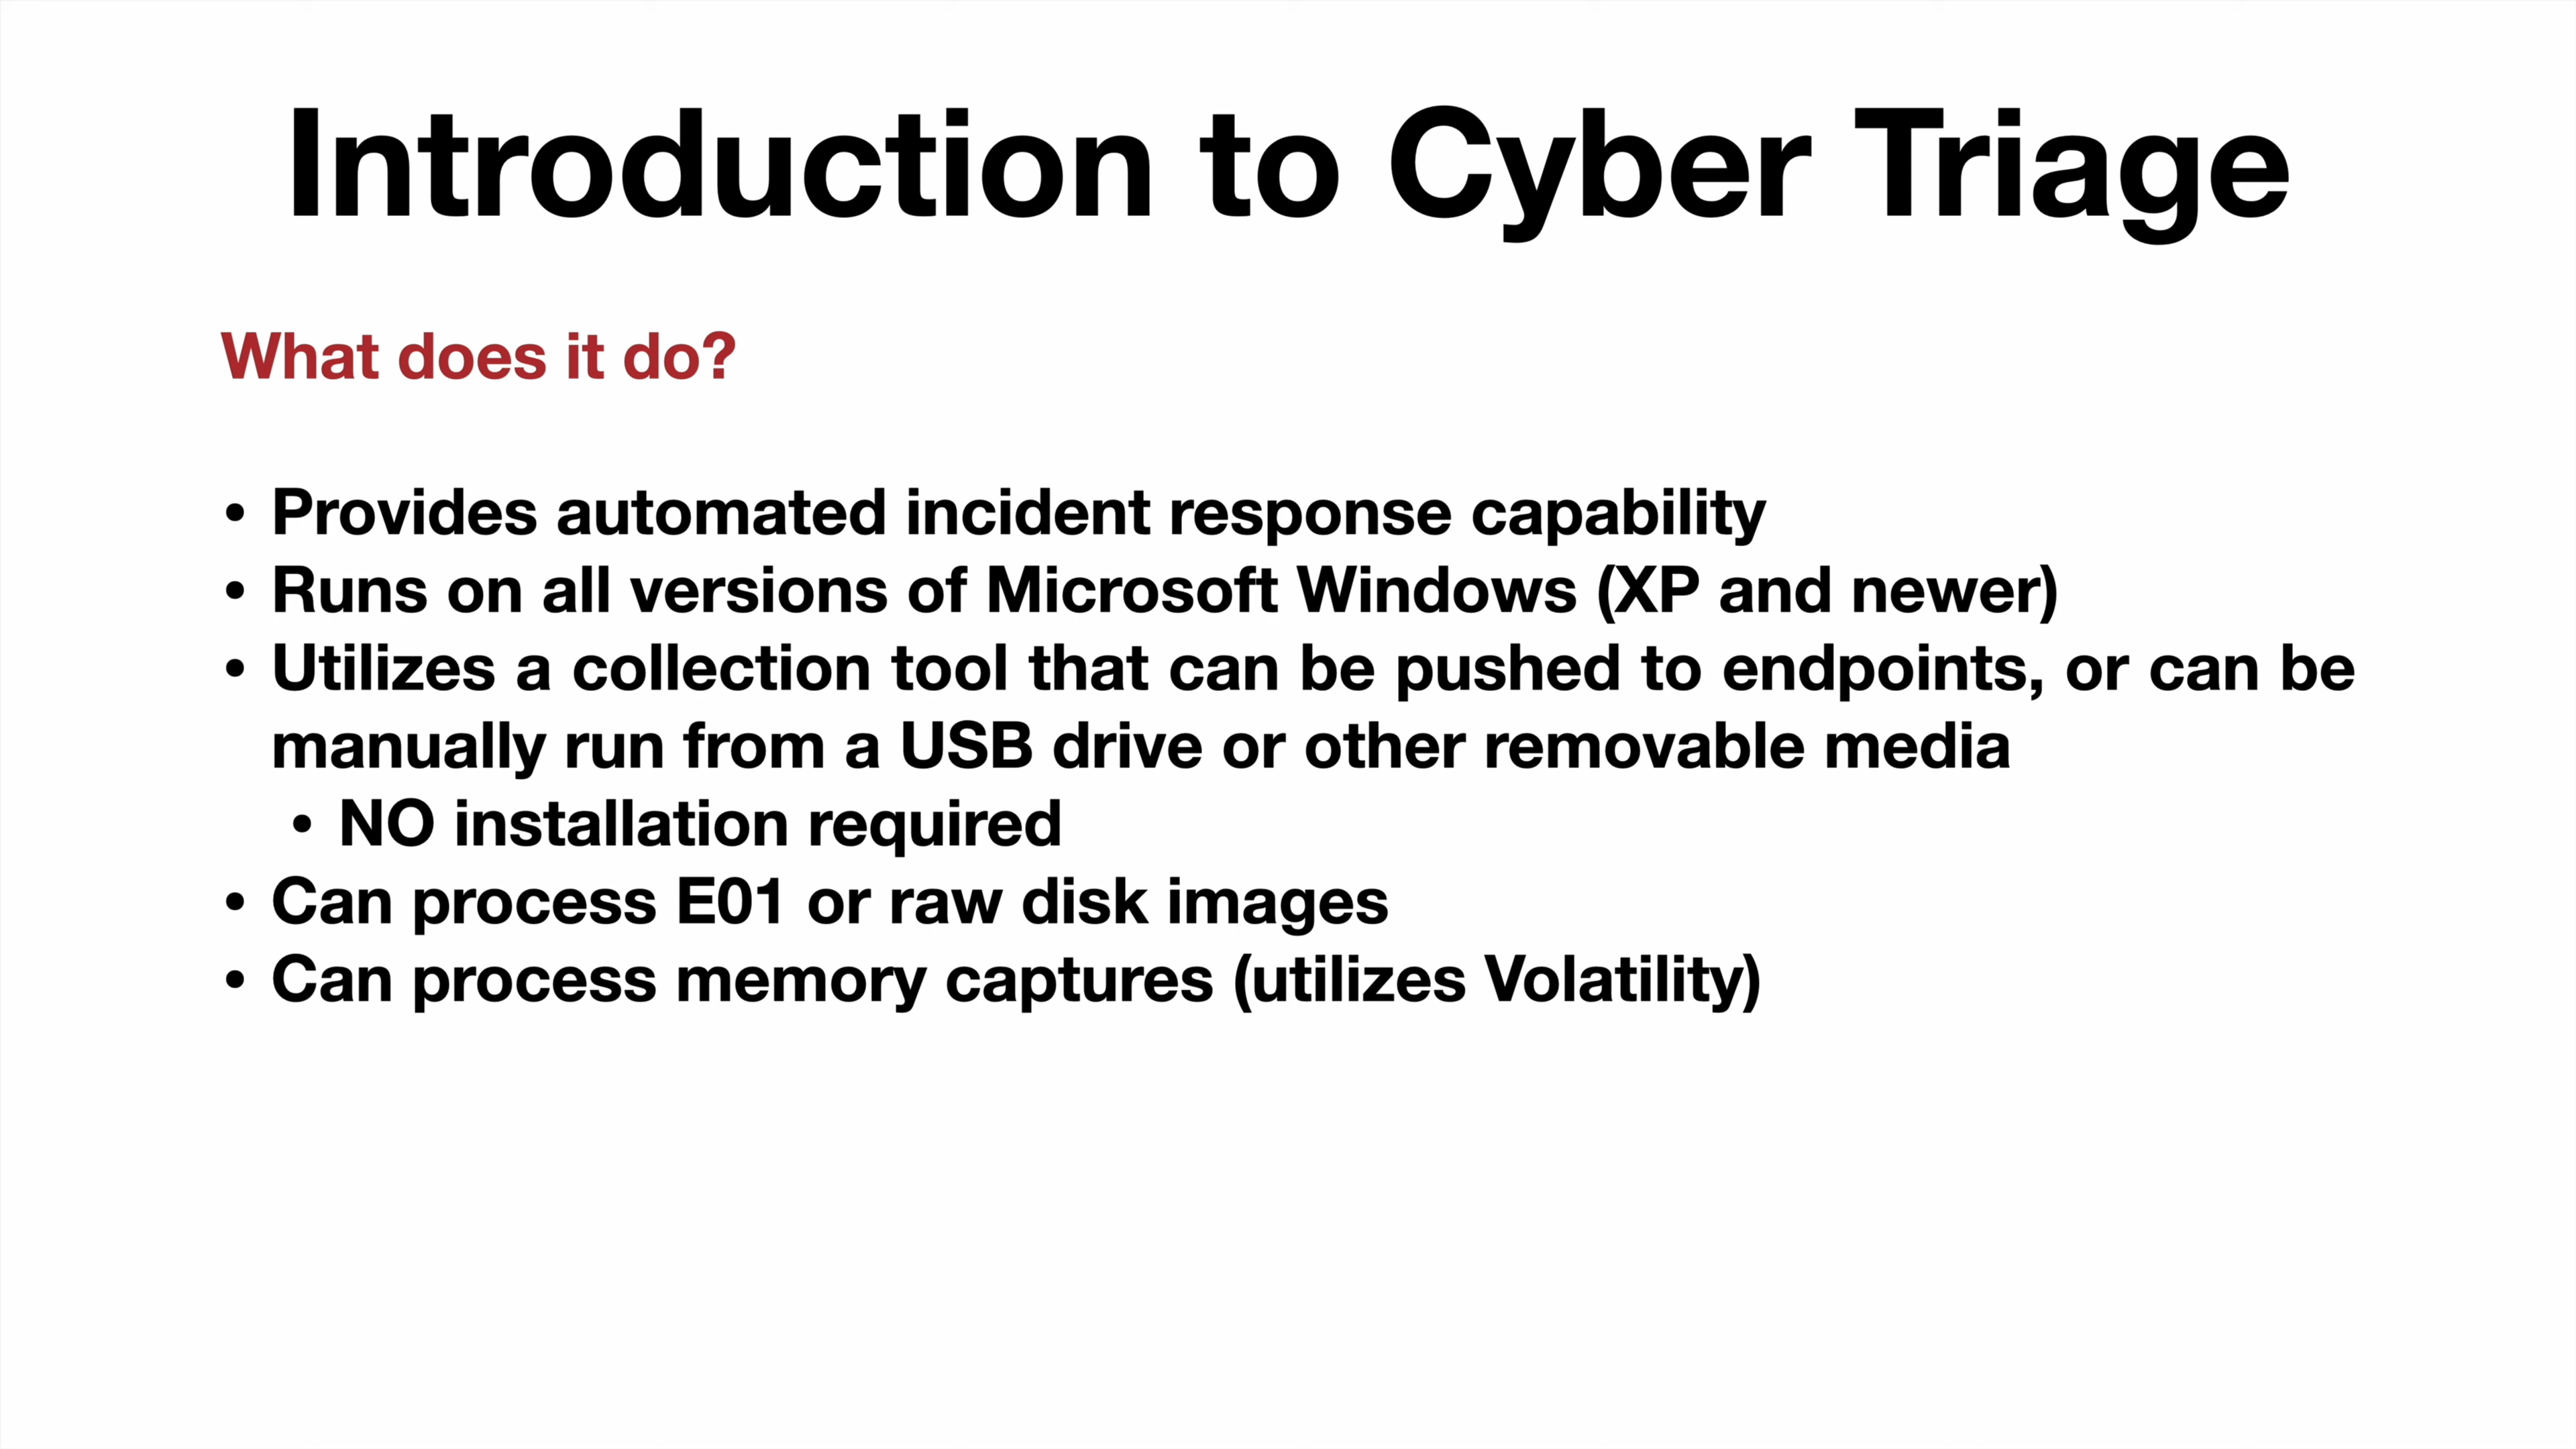 Introduction to Cyber Triage
What does it do?
• Provides automated incident response capability
• Runs on all versions of Microsoft Windows (XP and newer)
• Utilizes a collection tool that can be pushed to endpoints, or can be
manually run from a USB drive or other removable media
• NO installation required
• Can process E01 or raw disk images
• Can process memory captures (utilizes Volatility)